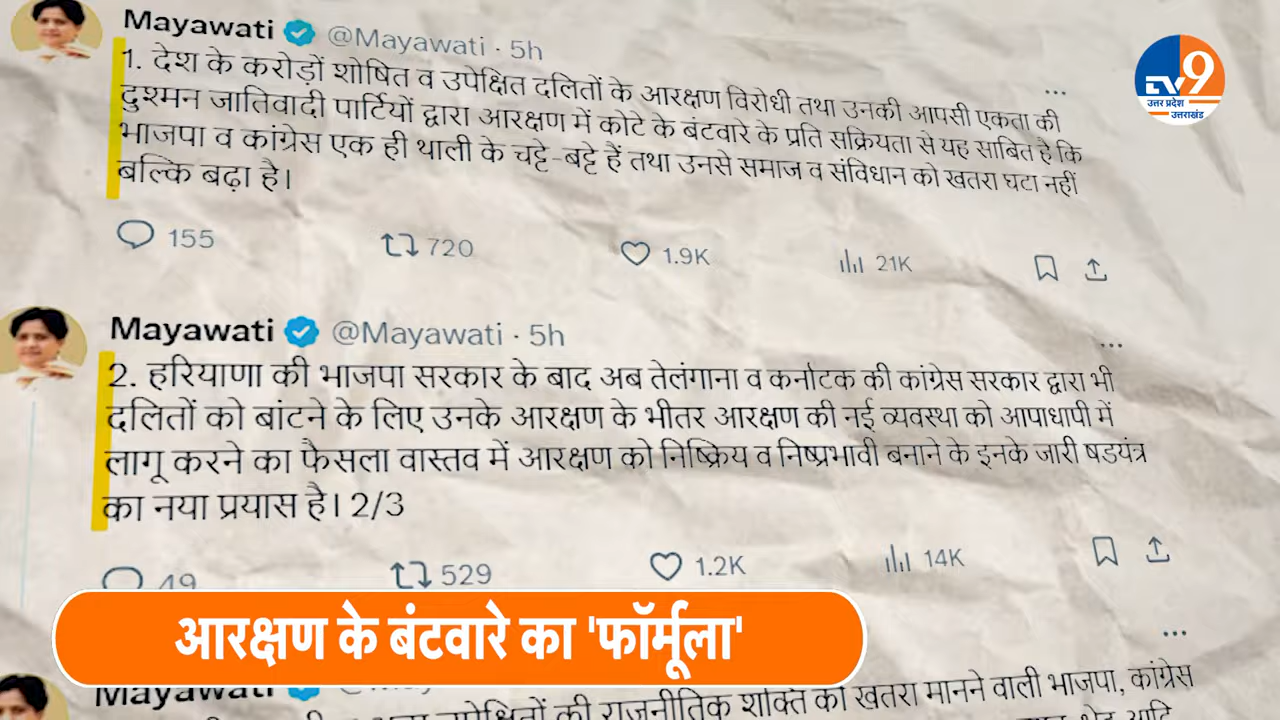 Mayawati @Mayawati · 5h
1. देश के करोड़ों शोषित व उपेक्षित दलितों के आरक्षण विरोधी तथा उनकी आपसी एकता की
दुश्मन जातिवादी पार्टियों द्वारा आरक्षण में कोटे के बंटवारे के प्रति सक्रियता से यह साबित है कि
भाजपा व कांग्रेस एक ही थाली के चट्टे-बट्टे हैं तथा उनसे समाज व संविधान को खतरा घटा नहीं
बल्कि बढ़ा है।
155 720 1.9K 21K
TV9
उत्तर प्रदेश
उत्तराखंड
Mayawati @Mayawati · 5h
2. हरियाणा की भाजपा सरकार के बाद अब तेलंगाना व कर्नाटक की कांग्रेस सरकार द्वारा भी
दलितों को बांटने के लिए उनके आरक्षण के भीतर आरक्षण की नई व्यवस्था को आपाधापी में
लागू करने का फैसला वास्तव में आरक्षण को निष्क्रिय व निष्प्रभावी बनाने के इनके जारी षडयंत्र
का नया प्रयास है। 2/3
49 529 1.2K 14K
आरक्षण के बंटवारे का 'फॉर्मूला'
Mayawati
उपेक्षितों की राजनीतिक शक्ति को खतरा मानने वाली भाजपा, कांग्रेस